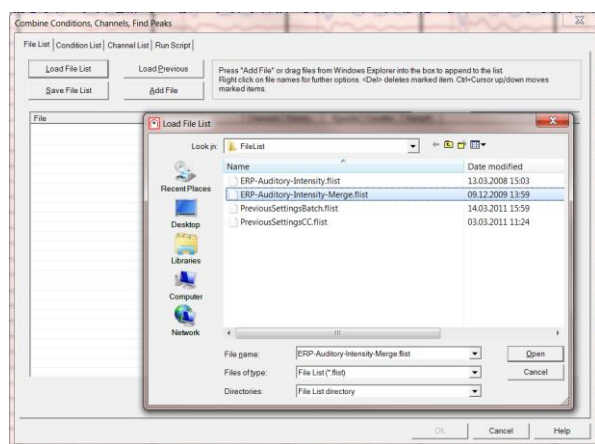 Combine Conditions, Channels, Find Peaks
File List
Condition List
Channel List
Run Script
Load File List
Load Previous
Save File List
Add File
Press "Add File" or drag files from Windows Explorer into the box to append to the list.
Right click on file names for further options. <Del> deletes marked item. Ctrl+Cursor up/down moves
marked items.
File
Load File List
Look in:
FileList
Name
Date modified
ERP-Auditory-Intensity.flist
13.03.2008 15:03
ERP-Auditory-Intensity-Merge.flist
09.12.2009 13:59
PreviousSettingsBatch.flist
14.03.2011 15:59
PreviousSettingsCC.flist
03.03.2011 11:24
Recent Places
Desktop
Libraries
Computer
Network
File name:
ERP-Auditory-Intensity-Merge.flist
Open
Files of type:
File List (*.flist)
Cancel
Directories:
File List directory
OK
Cancel
Help